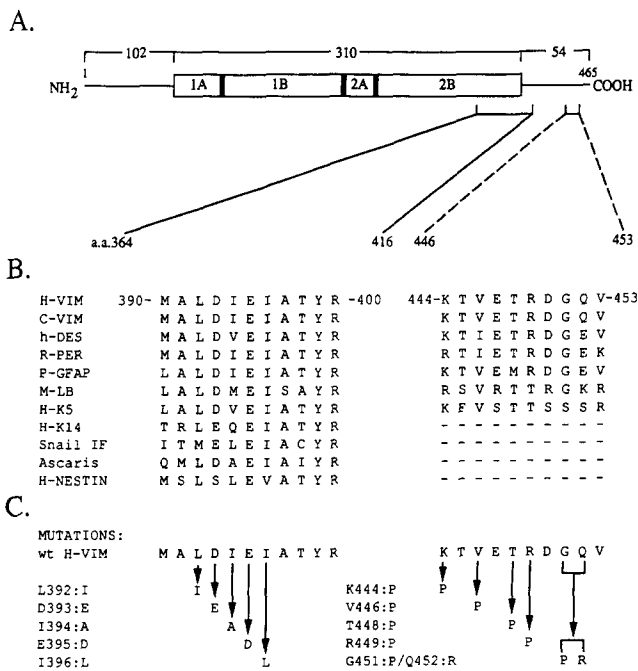 A.
102 310 54
1 465
NH2 1A 1B 2A 2B COOH
a.a.364 416 446 453
B.
H-VIM 390- M A L D I E I A T Y R -400 444- K T V E T R D G Q V -453
C-VIM M A L D I E I A T Y R K T V E T R D G Q V
h-DES M A L D V E I A T Y R K T I E T R D G E V
R-PER M A L D I E I A T Y R R T I E T R D G E K
P-GFAP L A L D I E I A T Y R K T V E M R D G E V
M-LB L A L D M E I S A Y R R S V R T T R G K R
H-K5 L A L D V E I A T Y R K F V S T T S S S R
H-K14 T R L E Q E I A T Y R - - - - - - - - - -
Snail IF I T M E L E I A C Y R - - - - - - - - - -
Ascaris Q M L D A E I A I Y R - - - - - - - - - -
H-NESTIN M S L S L E V A T Y R - - - - - - - - - -
C.
MUTATIONS:
wt H-VIM M A L D I E I A T Y R K T V E T R D G Q V
L392:I I K444:P P
D393:E E V446:P P
I394:A A T448:P P
E395:D D R449:P P
I396:L L G451:P/Q452:R P R